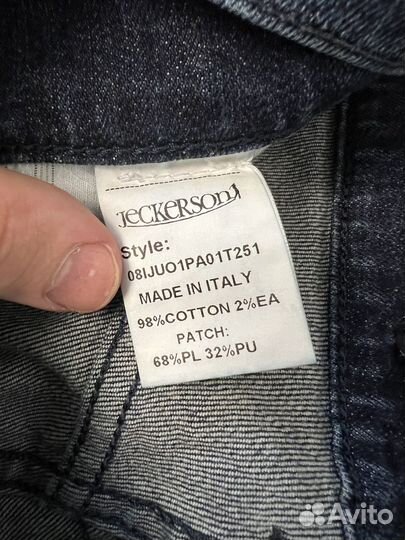 JECKERSON
Style:
08IJUO1PA01T251
MADE IN ITALY
98%COTTON 2%EA
PATCH:
68%PL 32%PU
Avito